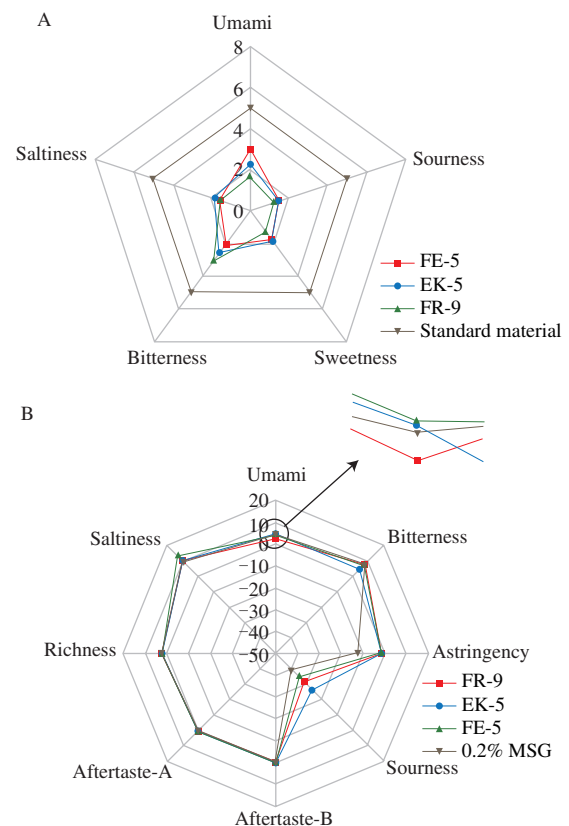 A
Umami
8
6
4
2
0
Saltiness
Sourness
Bitterness
Sweetness
FE-5
EK-5
FR-9
Standard material
B
Umami
20
10
0
−10
−20
−30
−40
−50
Saltiness
Bitterness
Richness
Astringency
Aftertaste-A
Sourness
Aftertaste-B
FR-9
EK-5
FE-5
0.2% MSG